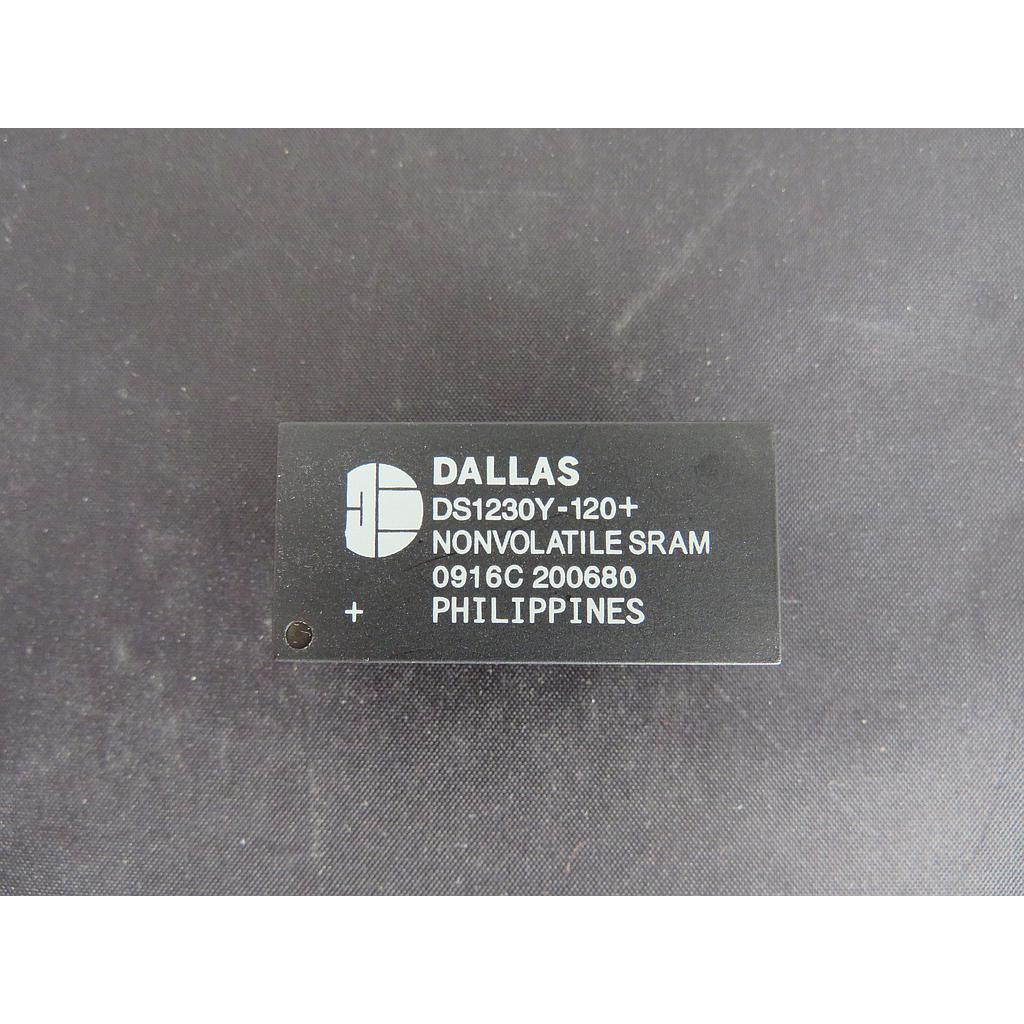 DALLAS
DS1230Y-120+
NONVOLATILE SRAM
0916C 200680
+ PHILIPPINES